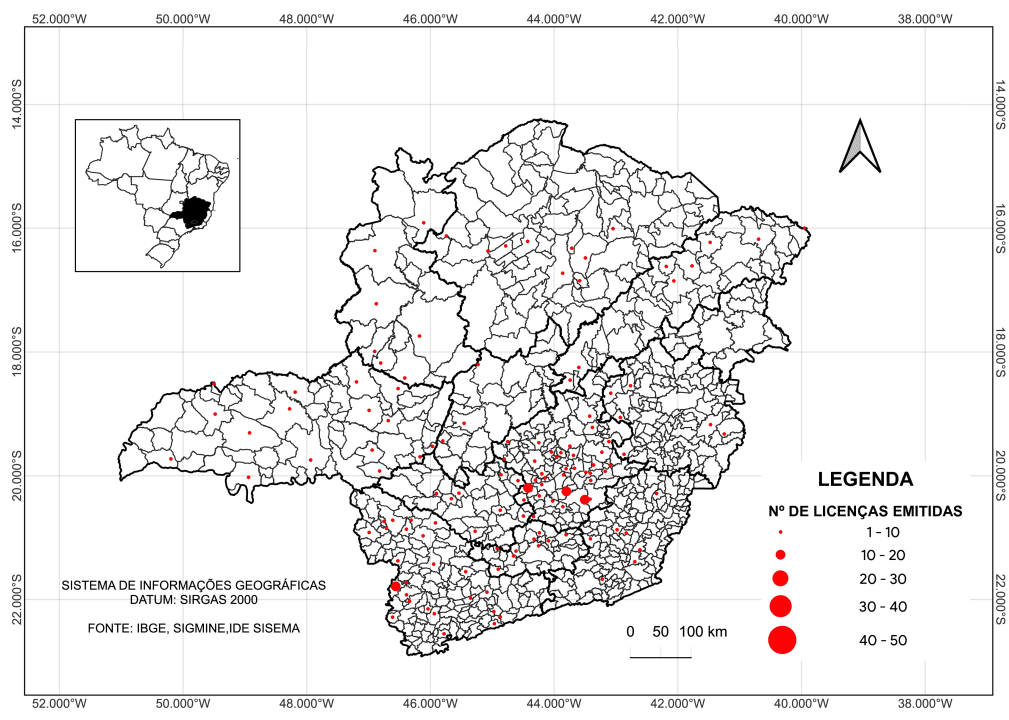 52.000°W 50.000°W 48.000°W 46.000°W 44.000°W 42.000°W 40.000°W 38.000°W
14.000°S
14.000°S
16.000°S
16.000°S
18.000°S
18.000°S
20.000°S
20.000°S
22.000°S
22.000°S
LEGENDA
Nº DE LICENÇAS EMITIDAS
1 - 10
10 - 20
20 - 30
30 - 40
40 - 50
SISTEMA DE INFORMAÇÕES GEOGRÁFICAS
DATUM: SIRGAS 2000
FONTE: IBGE, SIGMINE,IDE SISEMA
0 50 100 km
52.000°W 50.000°W 48.000°W 46.000°W 44.000°W 42.000°W 40.000°W 38.000°W